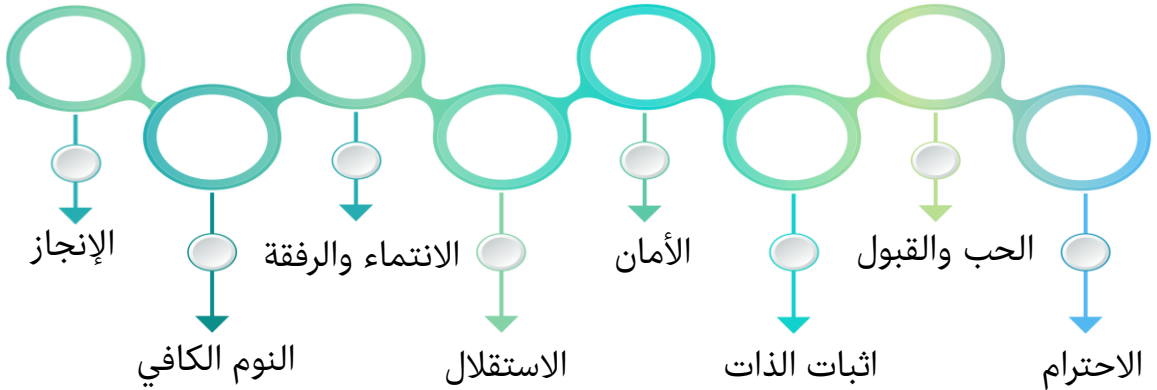 الاحترام
الحب والقبول
اثبات الذات
الأمان
الاستقلال
الانتماء والرفقة
النوم الكافي
الإنجاز